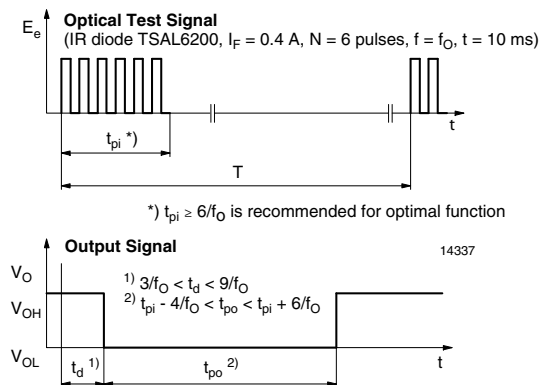 Optical Test Signal
E_e
(IR diode TSAL6200, I_F = 0.4 A, N = 6 pulses, f = f_O, t = 10 ms)
t
t_pi *)
T
*) t_pi ≥ 6/f_O is recommended for optimal function
Output Signal
14337
V_O
V_OH
V_OL
1) 3/f_O < t_d < 9/f_O
2) t_pi - 4/f_O < t_po < t_pi + 6/f_O
t_d 1)
t_po 2)
t